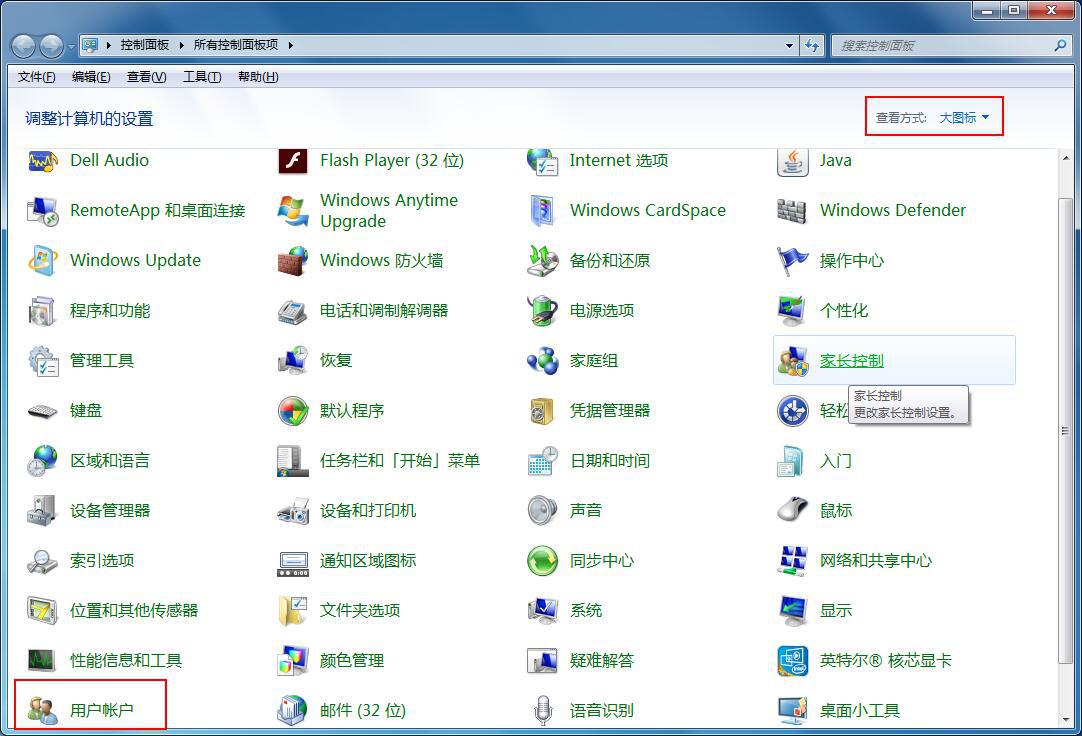 控制面板 所有控制面板项
搜索控制面板
文件(F) 编辑(E) 查看(V) 工具(T) 帮助(H)
调整计算机的设置
查看方式: 大图标
Dell Audio
Flash Player (32 位)
Internet 选项
Java
RemoteApp 和桌面连接
Windows Anytime
Upgrade
Windows CardSpace
Windows Defender
Windows Update
Windows 防火墙
备份和还原
操作中心
程序和功能
电话和调制解调器
电源选项
个性化
管理工具
恢复
家庭组
家长控制
家长控制
更改家长控制设置。
键盘
默认程序
凭据管理器
轻松
区域和语言
任务栏和「开始」菜单
日期和时间
入门
设备管理器
设备和打印机
声音
鼠标
索引选项
通知区域图标
同步中心
网络和共享中心
位置和其他传感器
文件夹选项
系统
显示
性能信息和工具
颜色管理
疑难解答
英特尔® 核芯显卡
用户帐户
邮件 (32 位)
语音识别
桌面小工具